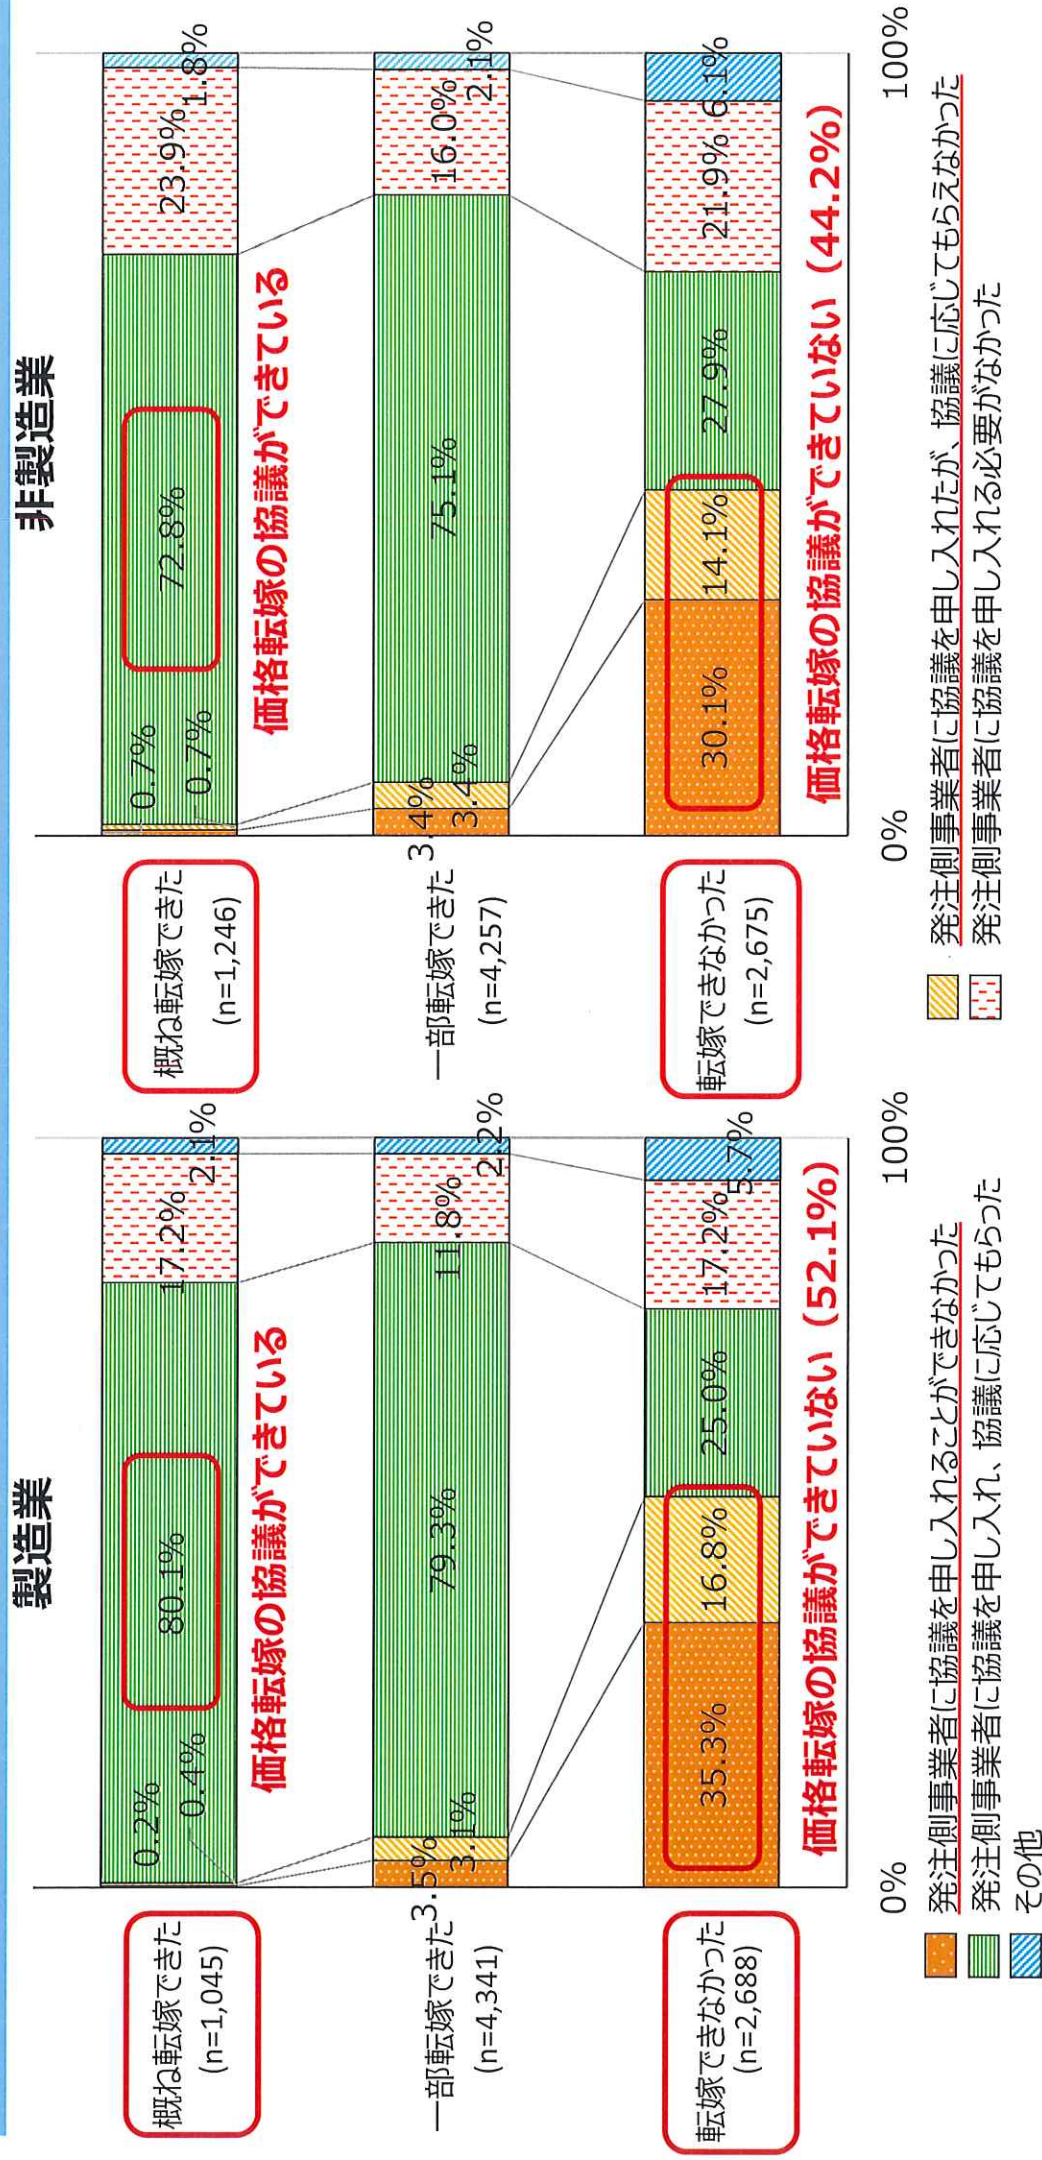 製造業
概ね転嫁できた
(n=1,045)
0.2%
0.4%
80.1%
17.2%
2.1%
価格転嫁の協議ができている
一部転嫁できた
(n=4,341)
3.5%
3.1%
79.3%
11.8%
2.2%
転嫁できなかった
(n=2,688)
35.3%
16.8%
25.0%
17.2%
5.7%
価格転嫁の協議ができていない（52.1%）
0%
100%
非製造業
概ね転嫁できた
(n=1,246)
0.7%
0.7%
72.8%
23.9%
1.8%
価格転嫁の協議ができている
一部転嫁できた
(n=4,257)
3.4%
3.4%
75.1%
16.0%
2.1%
転嫁できなかった
(n=2,675)
30.1%
14.1%
27.9%
21.9%
6.1%
価格転嫁の協議ができていない（44.2%）
0%
100%
発注側事業者に協議を申し入れることができなかった
発注側事業者に協議を申し入れたが、協議に応じてもらえなかった
発注側事業者に協議を申し入れ、協議に応じてもらった
発注側事業者に協議を申し入れる必要がなかった
その他